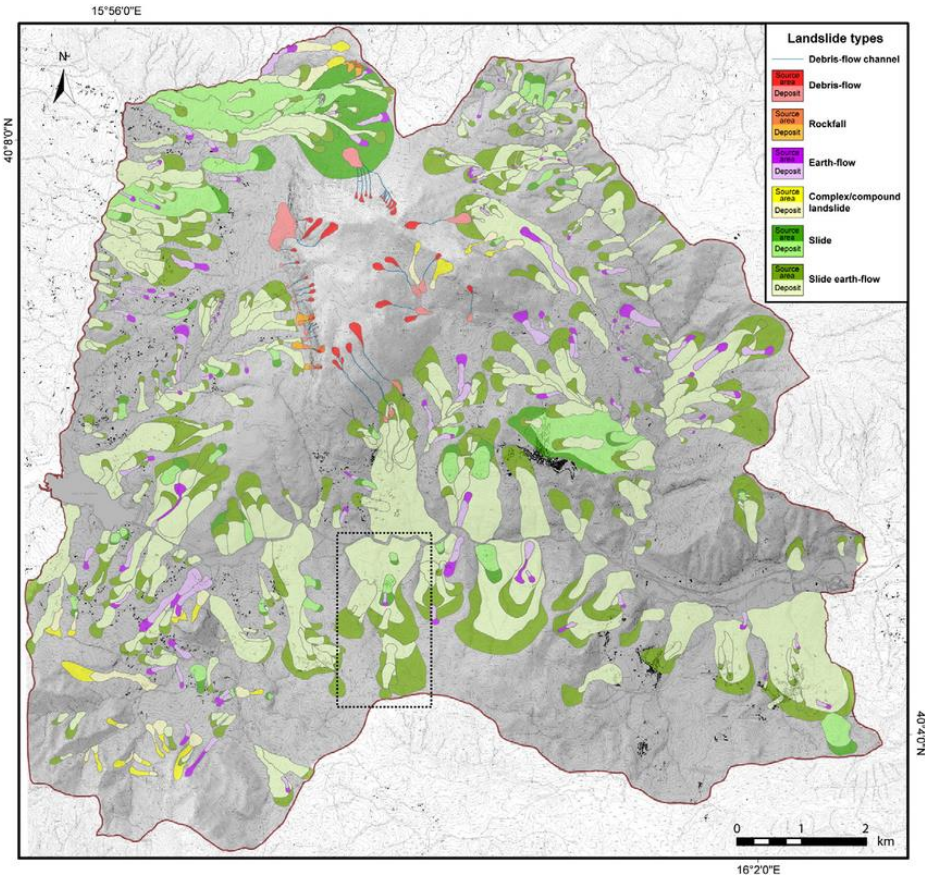 15°56'0"E
N
40°8'0"N
Landslide types
Debris-flow channel
Source area
Deposit
Debris-flow
Source area
Deposit
Rockfall
Source area
Deposit
Earth-flow
Source area
Deposit
Complex/compound
landslide
Source area
Deposit
Slide
Source area
Deposit
Slide earth-flow
40°4'0"N
0 1 2
km
16°2'0"E